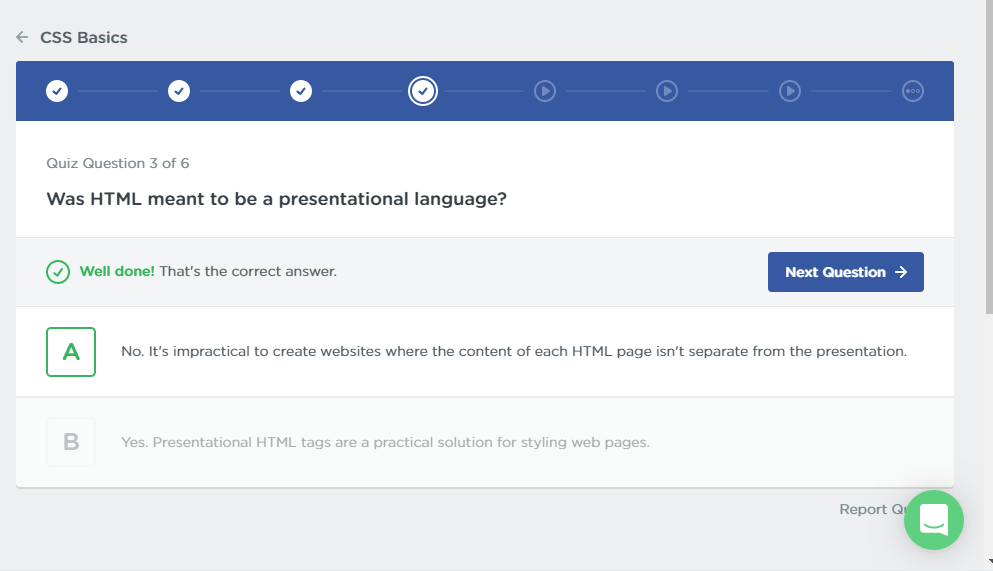 CSS Basics
Quiz Question 3 of 6
Was HTML meant to be a presentational language?
Well done! That's the correct answer.
Next Question
A
No. It's impractical to create websites where the content of each HTML page isn't separate from the presentation.
B
Yes. Presentational HTML tags are a practical solution for styling web pages.
Report